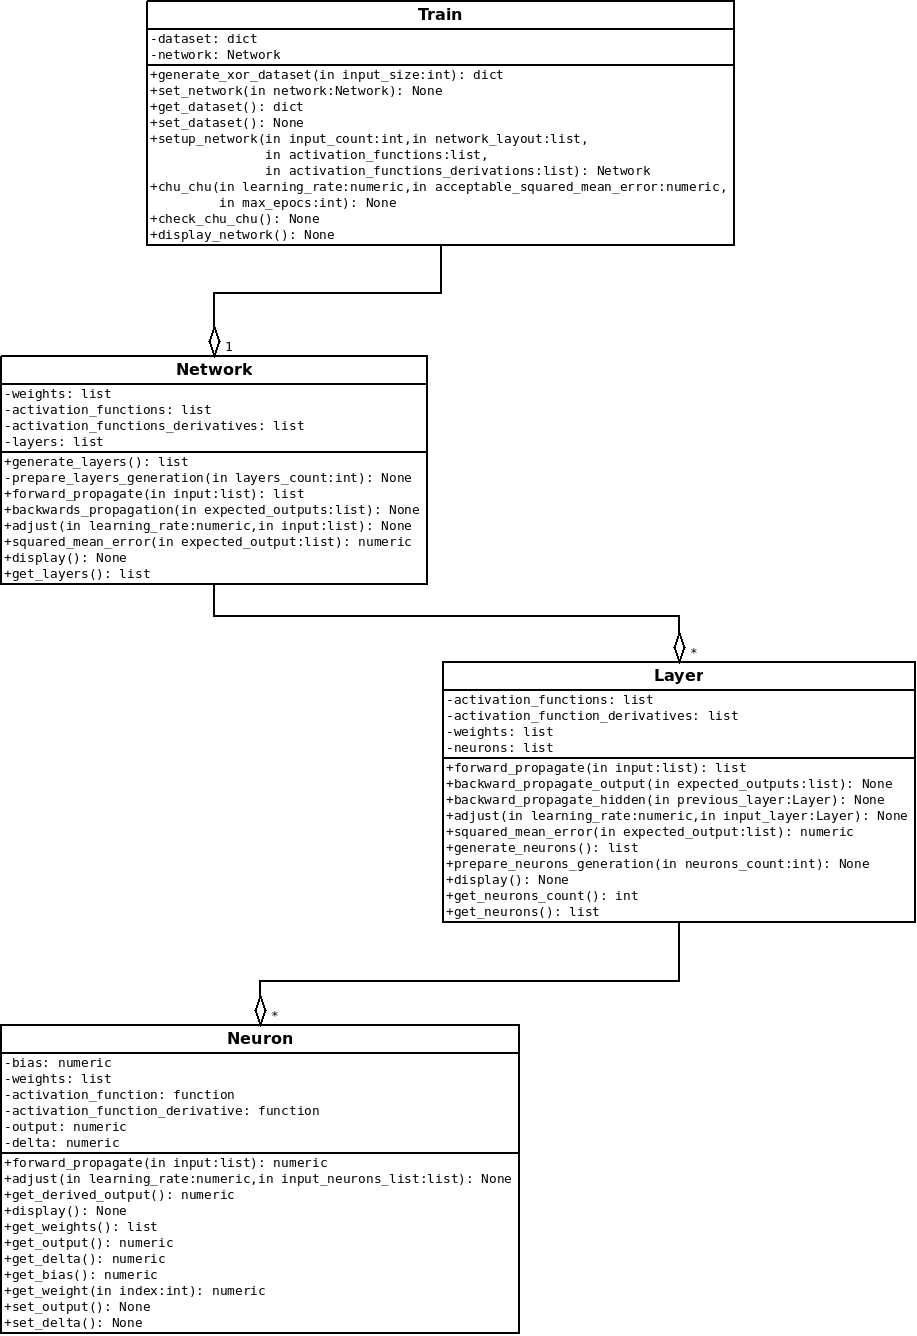 Train
-dataset: dict
-network: Network
+generate_xor_dataset(in input_size:int): dict
+set_network(in network:Network): None
+get_dataset(): dict
+set_dataset(): None
+setup_network(in input_count:int,in network_layout:list,
in activation_functions:list,
in activation_functions_derivations:list): Network
+chu_chu(in learning_rate:numeric,in acceptable_squared_mean_error:numeric,
in max_epocs:int): None
+check_chu_chu(): None
+display_network(): None
1
Network
-weights: list
-activation_functions: list
-activation_functions_derivatives: list
-layers: list
+generate_layers(): list
-prepare_layers_generation(in layers_count:int): None
+forward_propagate(in input:list): list
+backwards_propagation(in expected_outputs:list): None
+adjust(in learning_rate:numeric,in input:list): None
+squared_mean_error(in expected_output:list): numeric
+display(): None
+get_layers(): list
*
Layer
-activation_functions: list
-activation_function_derivatives: list
-weights: list
-neurons: list
+forward_propagate(in input:list): list
+backward_propagate_output(in expected_outputs:list): None
+backward_propagate_hidden(in previous_layer:Layer): None
+adjust(in learning_rate:numeric,in input_layer:Layer): None
+squared_mean_error(in expected_output:list): numeric
+generate_neurons(): list
+prepare_neurons_generation(in neurons_count:int): None
+display(): None
+get_neurons_count(): int
+get_neurons(): list
*
Neuron
-bias: numeric
-weights: list
-activation_function: function
-activation_function_derivative: function
-output: numeric
-delta: numeric
+forward_propagate(in input:list): numeric
+adjust(in learning_rate:numeric,in input_neurons_list:list): None
+get_derived_output(): numeric
+display(): None
+get_weights(): list
+get_output(): numeric
+get_delta(): numeric
+get_bias(): numeric
+get_weight(in index:int): numeric
+set_output(): None
+set_delta(): None